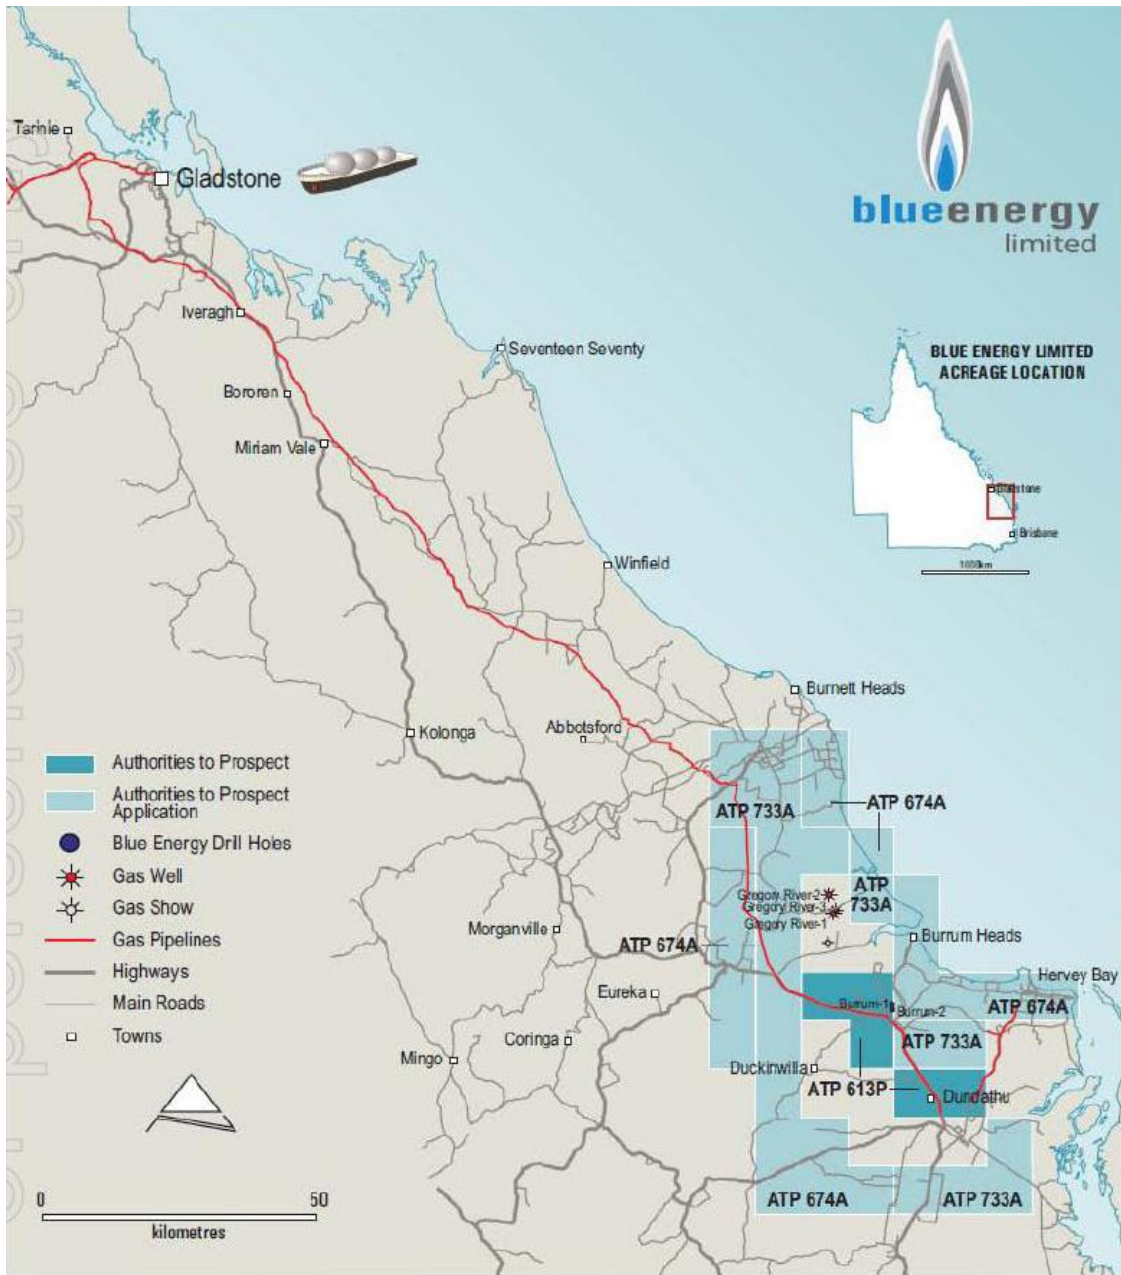 Tarinie
Gladstone
blueenergy
limited
Iveragh
Seventeen Seventy
BLUE ENERGY LIMITED
ACREAGE LOCATION
Bororen
Miriam Vale
Gladstone
Brisbane
1000km
Winfield
Burnett Heads
Kolonga
Abbotsford
Authorities to Prospect
Authorities to Prospect
Application
Blue Energy Drill Holes
Gas Well
Gas Show
Gas Pipelines
Highways
Main Roads
Towns
ATP 733A
ATP 674A
ATP
733A
Gregory River-2
Gregory River-3
Gregory River-1
Morganville
ATP 674A
Burrum Heads
Hervey Bay
Eureka
Burrum-1
Burrum-2
ATP 674A
Coringa
ATP 733A
Mingo
Duckinwilla
ATP 613P
Dundathu
ATP 674A
ATP 733A
0 50
kilometres